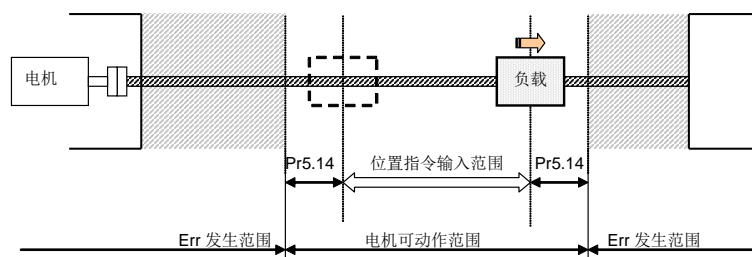 电机
负载
Pr5.14
位置指令输入范围
Pr5.14
Err 发生范围
电机可动作范围
Err 发生范围